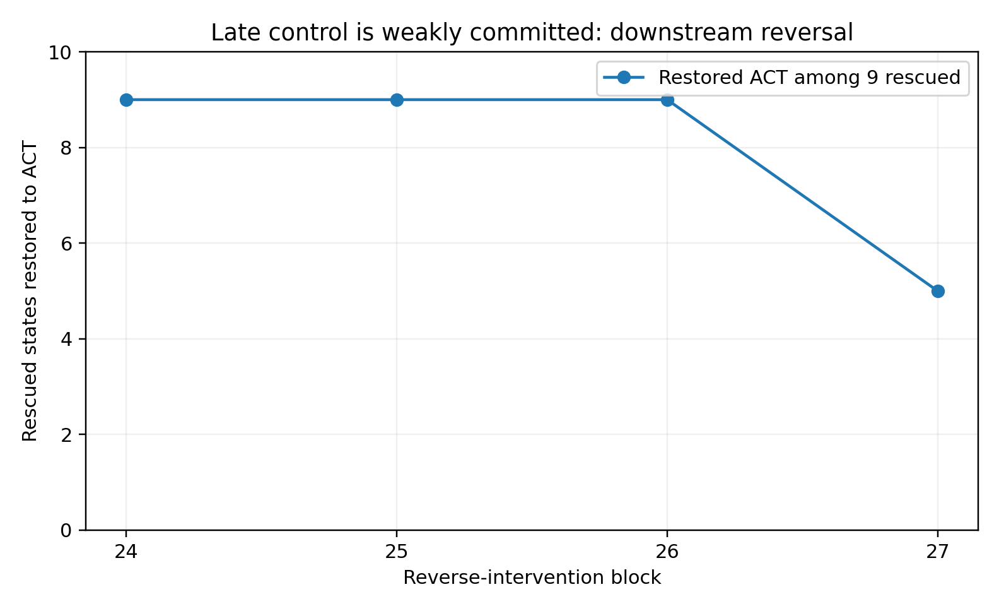 Late control is weakly committed: downstream reversal
Restored ACT among 9 rescued
Rescued states restored to ACT
10
8
6
4
2
0
24
25
26
27
Reverse-intervention block